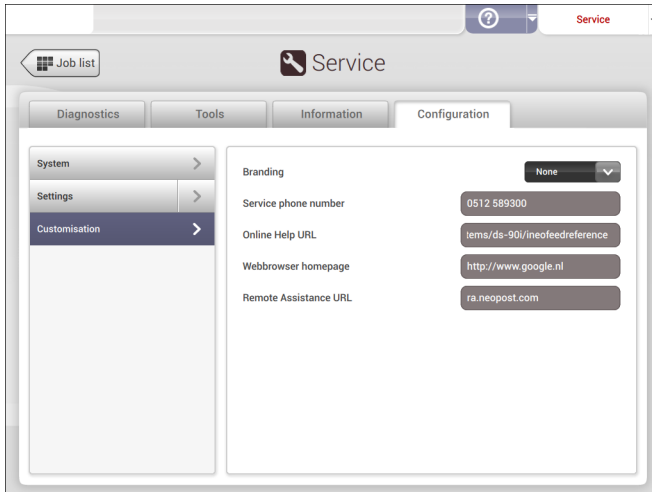 ?
Service
Job list
Service
Diagnostics
Tools
Information
Configuration
System
Settings
Customisation
Branding
None
Service phone number
0512 589300
Online Help URL
tems/ds-90i/ineofeedreference
Webbrowser homepage
http://www.google.nl
Remote Assistance URL
ra.neopost.com